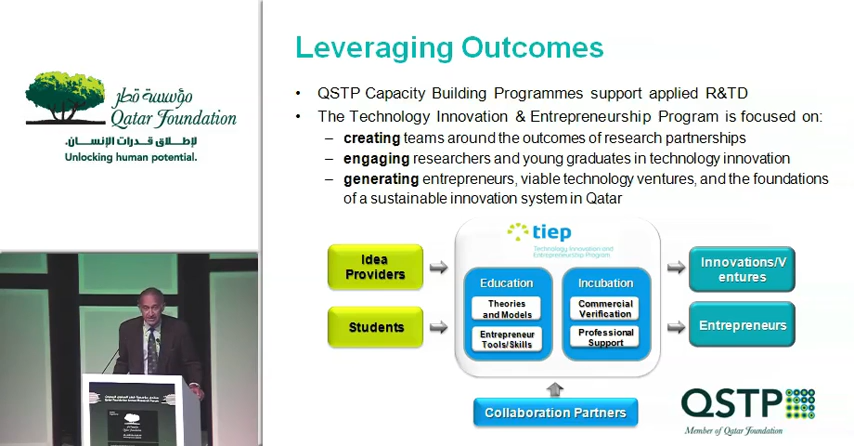 مؤسسة قطر
Qatar Foundation
لإطلاق قدرات الإنسان.
Unlocking human potential.
Leveraging Outcomes
• QSTP Capacity Building Programmes support applied R&TD
• The Technology Innovation & Entrepreneurship Program is focused on:
– creating teams around the outcomes of research partnerships
– engaging researchers and young graduates in technology innovation
– generating entrepreneurs, viable technology ventures, and the foundations
of a sustainable innovation system in Qatar
tiep
Technology Innovation and
Entrepreneurship Program
Idea
Providers
Students
Education
Theories
and Models
Entrepreneur
Tools/Skills
Incubation
Commercial
Verification
Professional
Support
Innovations/V
entures
Entrepreneurs
Collaboration Partners
QSTP
Member of Qatar Foundation